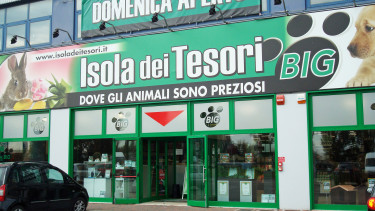 DOMENICA APERTO
www.isoladeitesori.it
Isola dei Tesori
BIG
DOVE GLI ANIMALI SONO PREZIOSI
BIG
BIG